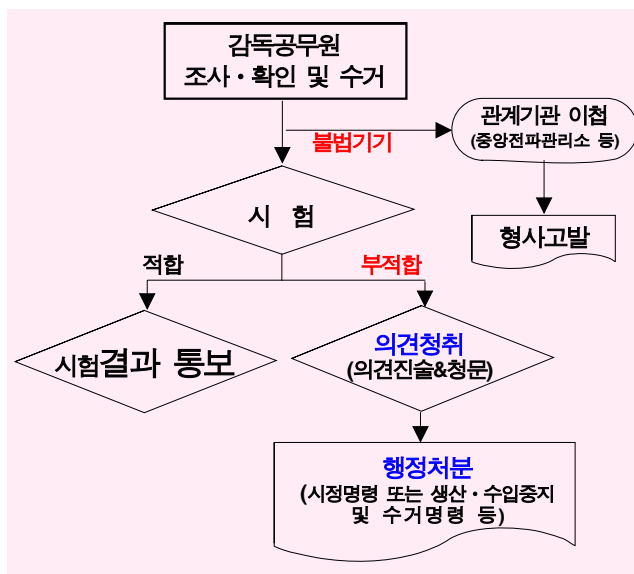 감독공무원
조사・확인 및 수거
관계기관 이첩
(중앙전파관리소 등)
불법기기
시 험
형사고발
적합
부적합
시험결과 통보
의견청취
(의견진술&청문)
행정처분
(시정명령 또는 생산・수입중지
및 수거명령 등)